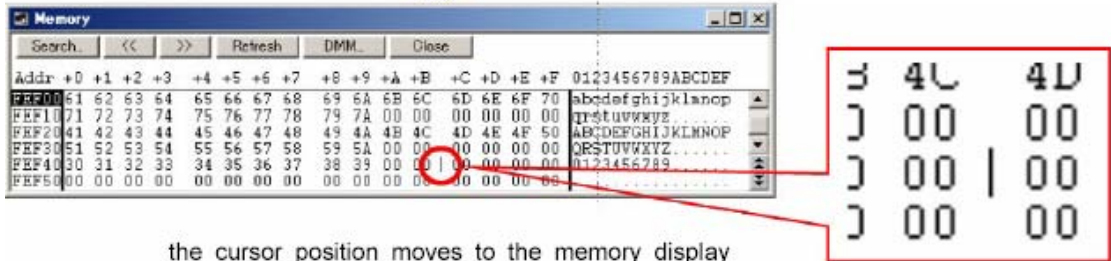 Memory
Search.. << >> Refresh DMM.. Close
Addr +0 +1 +2 +3 +4 +5 +6 +7 +8 +9 +A +B +C +D +E +F 0123456789ABCDEF
FEF00 61 62 63 64 65 66 67 68 69 6A 6B 6C 6D 6E 6F 70 abcdefghijklmnop
FEF10 71 72 73 74 75 76 77 78 79 7A 00 00 00 00 00 00 qrstuvwxyz......
FEF20 41 42 43 44 45 46 47 48 49 4A 4B 4C 4D 4E 4F 50 ABCDEFGHIJKLMNOP
FEF30 51 52 53 54 55 56 57 58 59 5A 00 00 00 00 00 00 QRSTUVWXYZ......
FEF40 30 31 32 33 34 35 36 37 38 39 00 00 00 00 00 00 0123456789......
FEF50 00 00 00 00 00 00 00 00 00 00 00 00 00 00 00 00 ................
4C 4D
00 00
00 00
00 00
the cursor position moves to the memory display